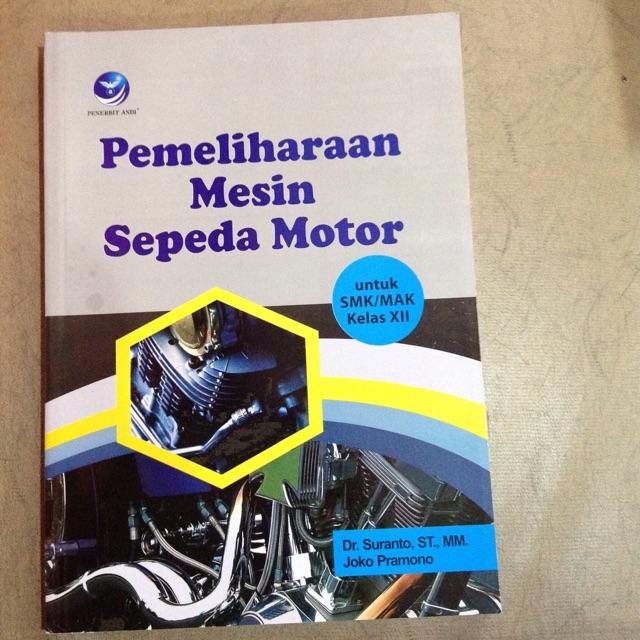 PENERBIT ANDI®
Pemeliharaan
Mesin
Sepeda Motor
untuk
SMK/MAK
Kelas XII
Dr. Suranto, ST., MM.
Joko Pramono